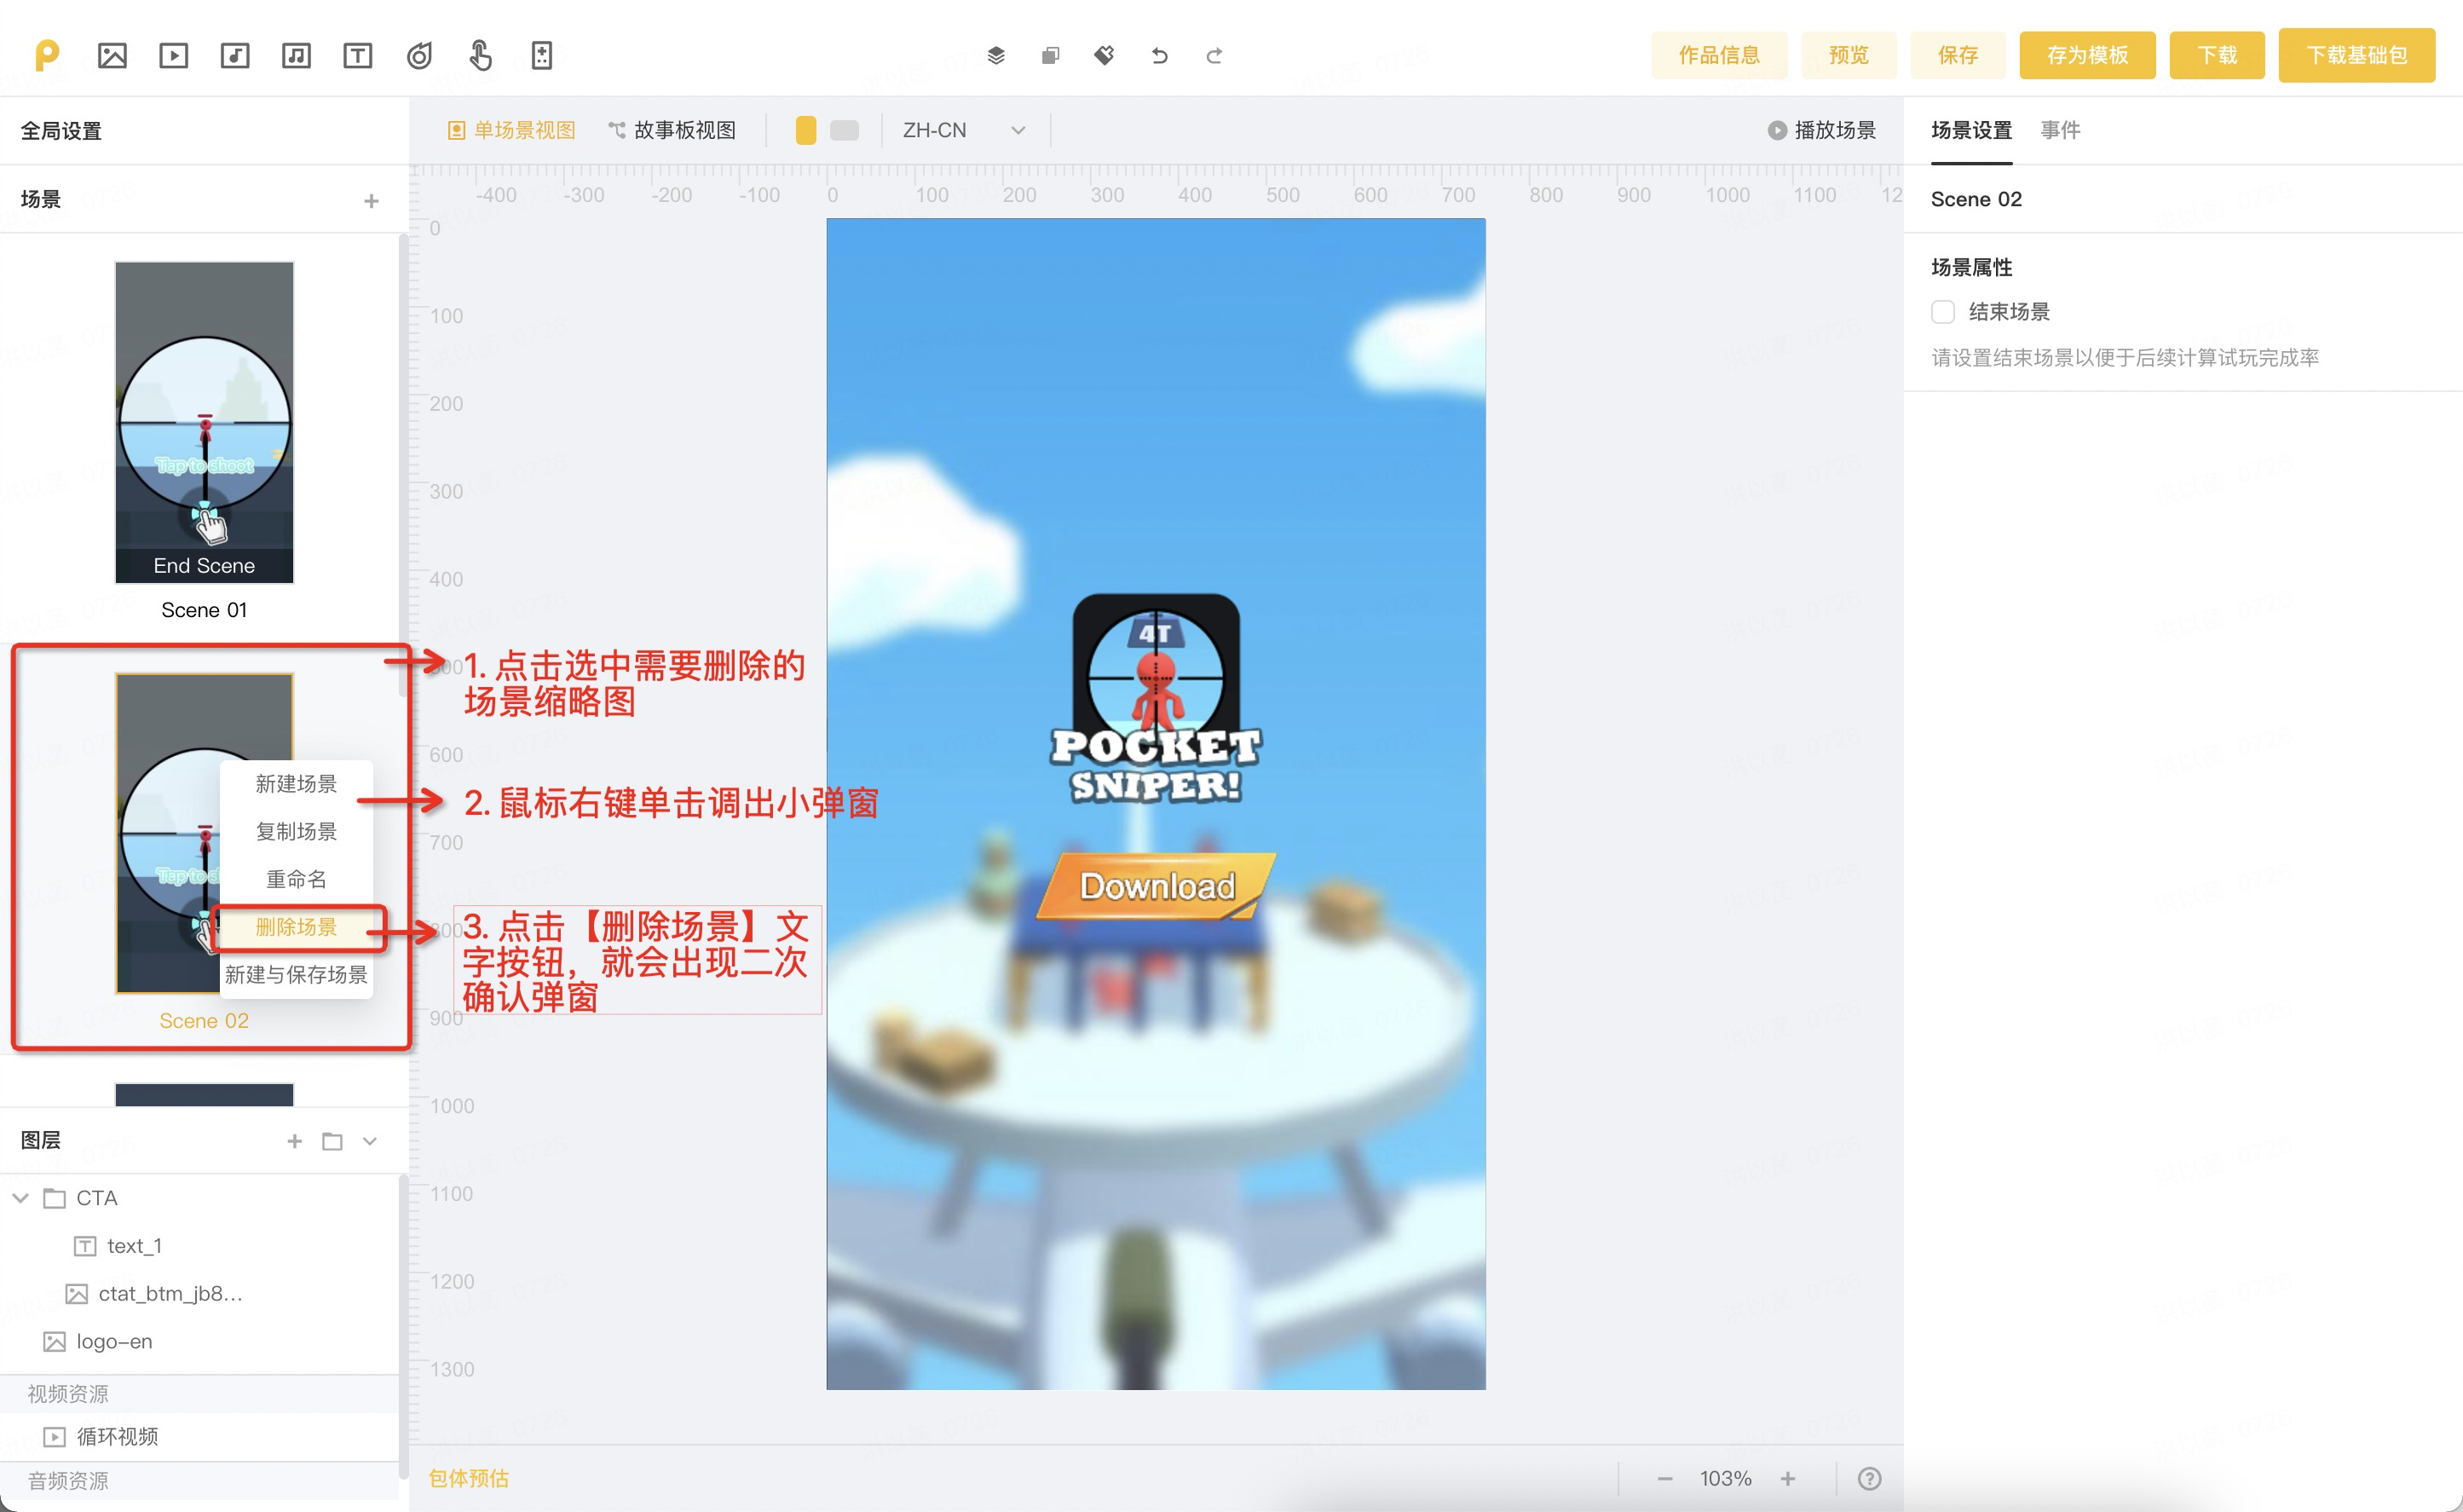 作品信息
预览
保存
存为模板
下载
下载基础包
全局设置
单场景视图
故事板视图
ZH-CN
播放场景
场景设置
事件
场景
-400 -300 -200 -100 0 100 200 300 400 500 600 700 800 900 1000 1100 12
Scene 02
场景属性
结束场景
请设置结束场景以便于后续计算试玩完成率
Tap to shoot
End Scene
Scene 01
新建场景
复制场景
重命名
删除场景
新建与保存场景
Scene 02
1. 点击选中需要删除的
场景缩略图
2. 鼠标右键单击调出小弹窗
3. 点击【删除场景】文
字按钮，就会出现二次
确认弹窗
0
100
200
300
400
600
700
900
1000
1100
1200
1300
4T
POCKET
SNIPER!
Download
图层
CTA
text_1
ctat_btm_jb8...
logo-en
视频资源
循环视频
音频资源
包体预估
103%